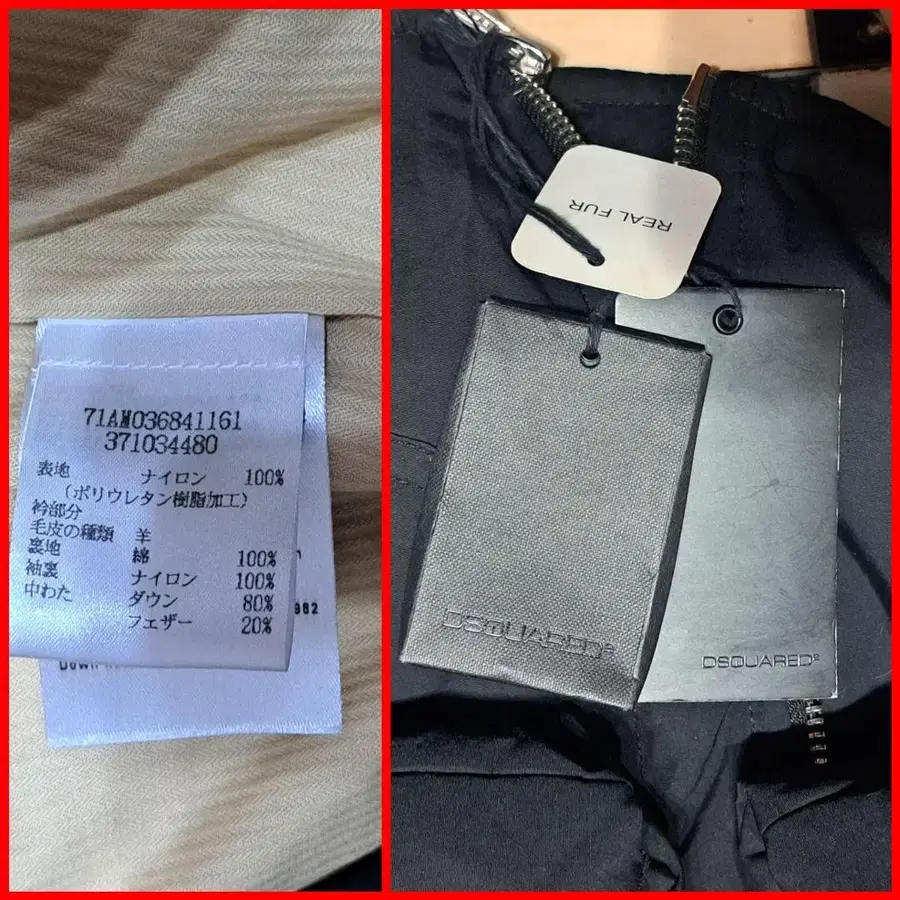 71AM036841161
371034480
表地 ナイロン 100%
(ポリウレタン樹脂加工)
衿部分
毛皮の種類 羊
裏地 綿 100%
袖裏 ナイロン 100%
中わた ダウン 80%
フェザー 20%
982
Down
REAL FUR
DSQUARED2
DSQUARED2